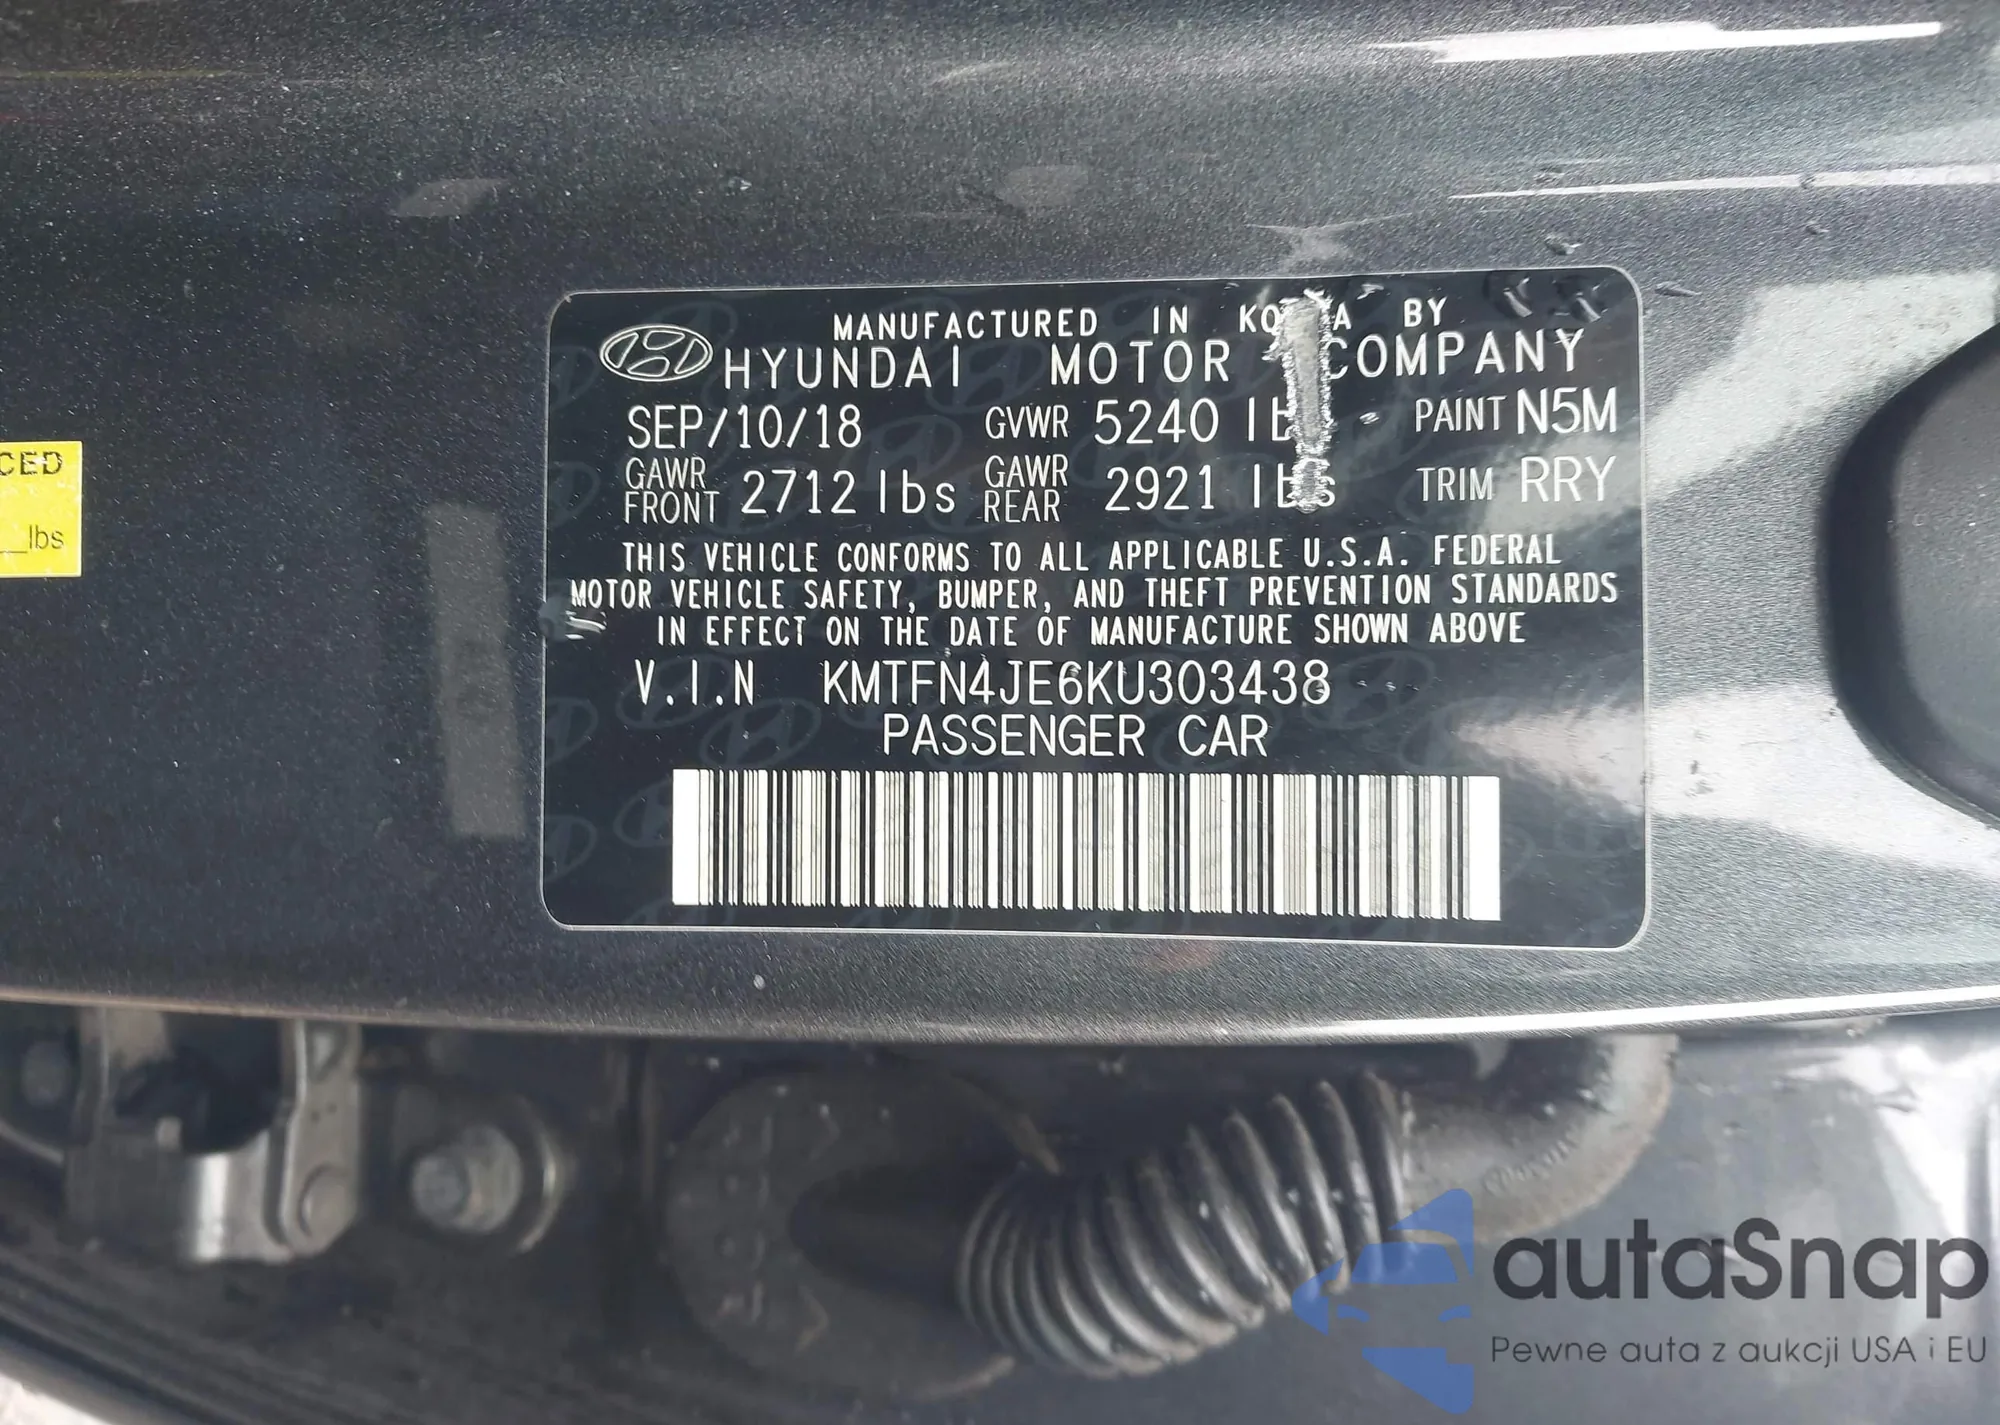 MANUFACTURED IN KOREA BY
HYUNDAI MOTOR COMPANY
SEP/10/18 GVWR 5240 lbs PAINT N5M
GAWR FRONT 2712 lbs GAWR REAR 2921 lbs TRIM RRY
THIS VEHICLE CONFORMS TO ALL APPLICABLE U.S.A. FEDERAL
MOTOR VEHICLE SAFETY, BUMPER, AND THEFT PREVENTION STANDARDS
IN EFFECT ON THE DATE OF MANUFACTURE SHOWN ABOVE
V.I.N KMTFN4JE6KU303438
PASSENGER CAR
CED
lbs
autaSnap
Pewne auta z aukcji USA i EU